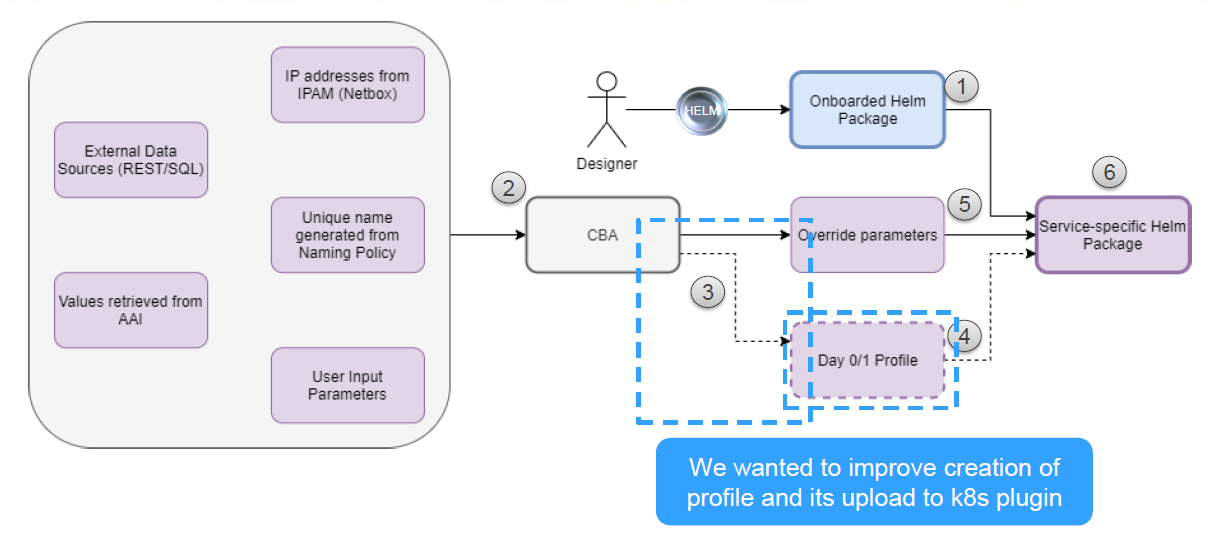 IP addresses from
IPAM (Netbox)
External Data
Sources (REST/SQL)
Unique name
generated from
Naming Policy
Values retrieved from
AAI
User Input
Parameters
Designer
HELM
Onboarded Helm
Package
1
2
CBA
3
Override parameters
5
Day 0/1 Profile
4
6
Service-specific Helm
Package
We wanted to improve creation of
profile and its upload to k8s plugin